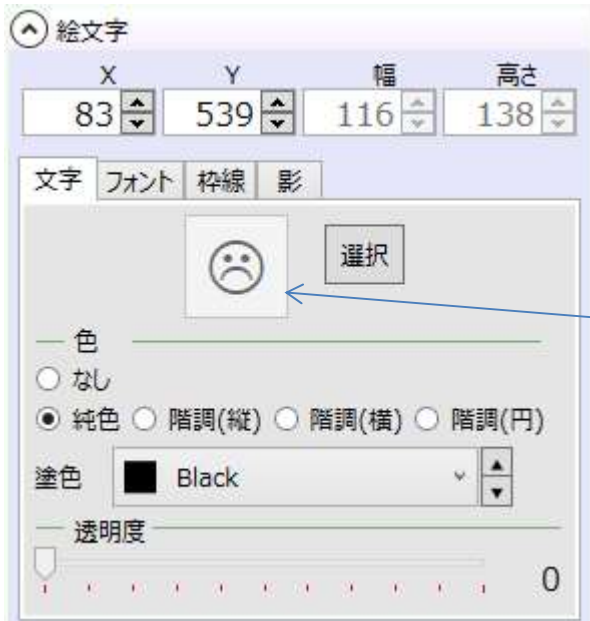 絵文字
X Y 幅 高さ
83 539 116 138
文字 フォント 枠線 影
選択
色
なし
純色 階調(縦) 階調(横) 階調(円)
塗色 Black
透明度
0